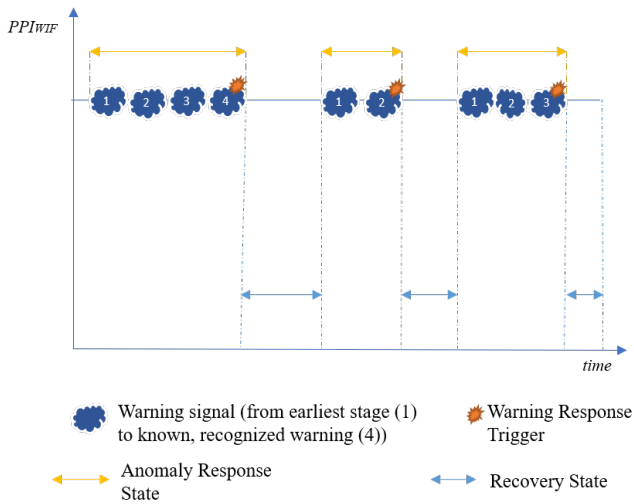 PPIWIF
1 2 3 4 1 2 1 2 3
time
Warning signal (from earliest stage (1)
to known, recognized warning (4))
Warning Response
Trigger
Anomaly Response
State
Recovery State